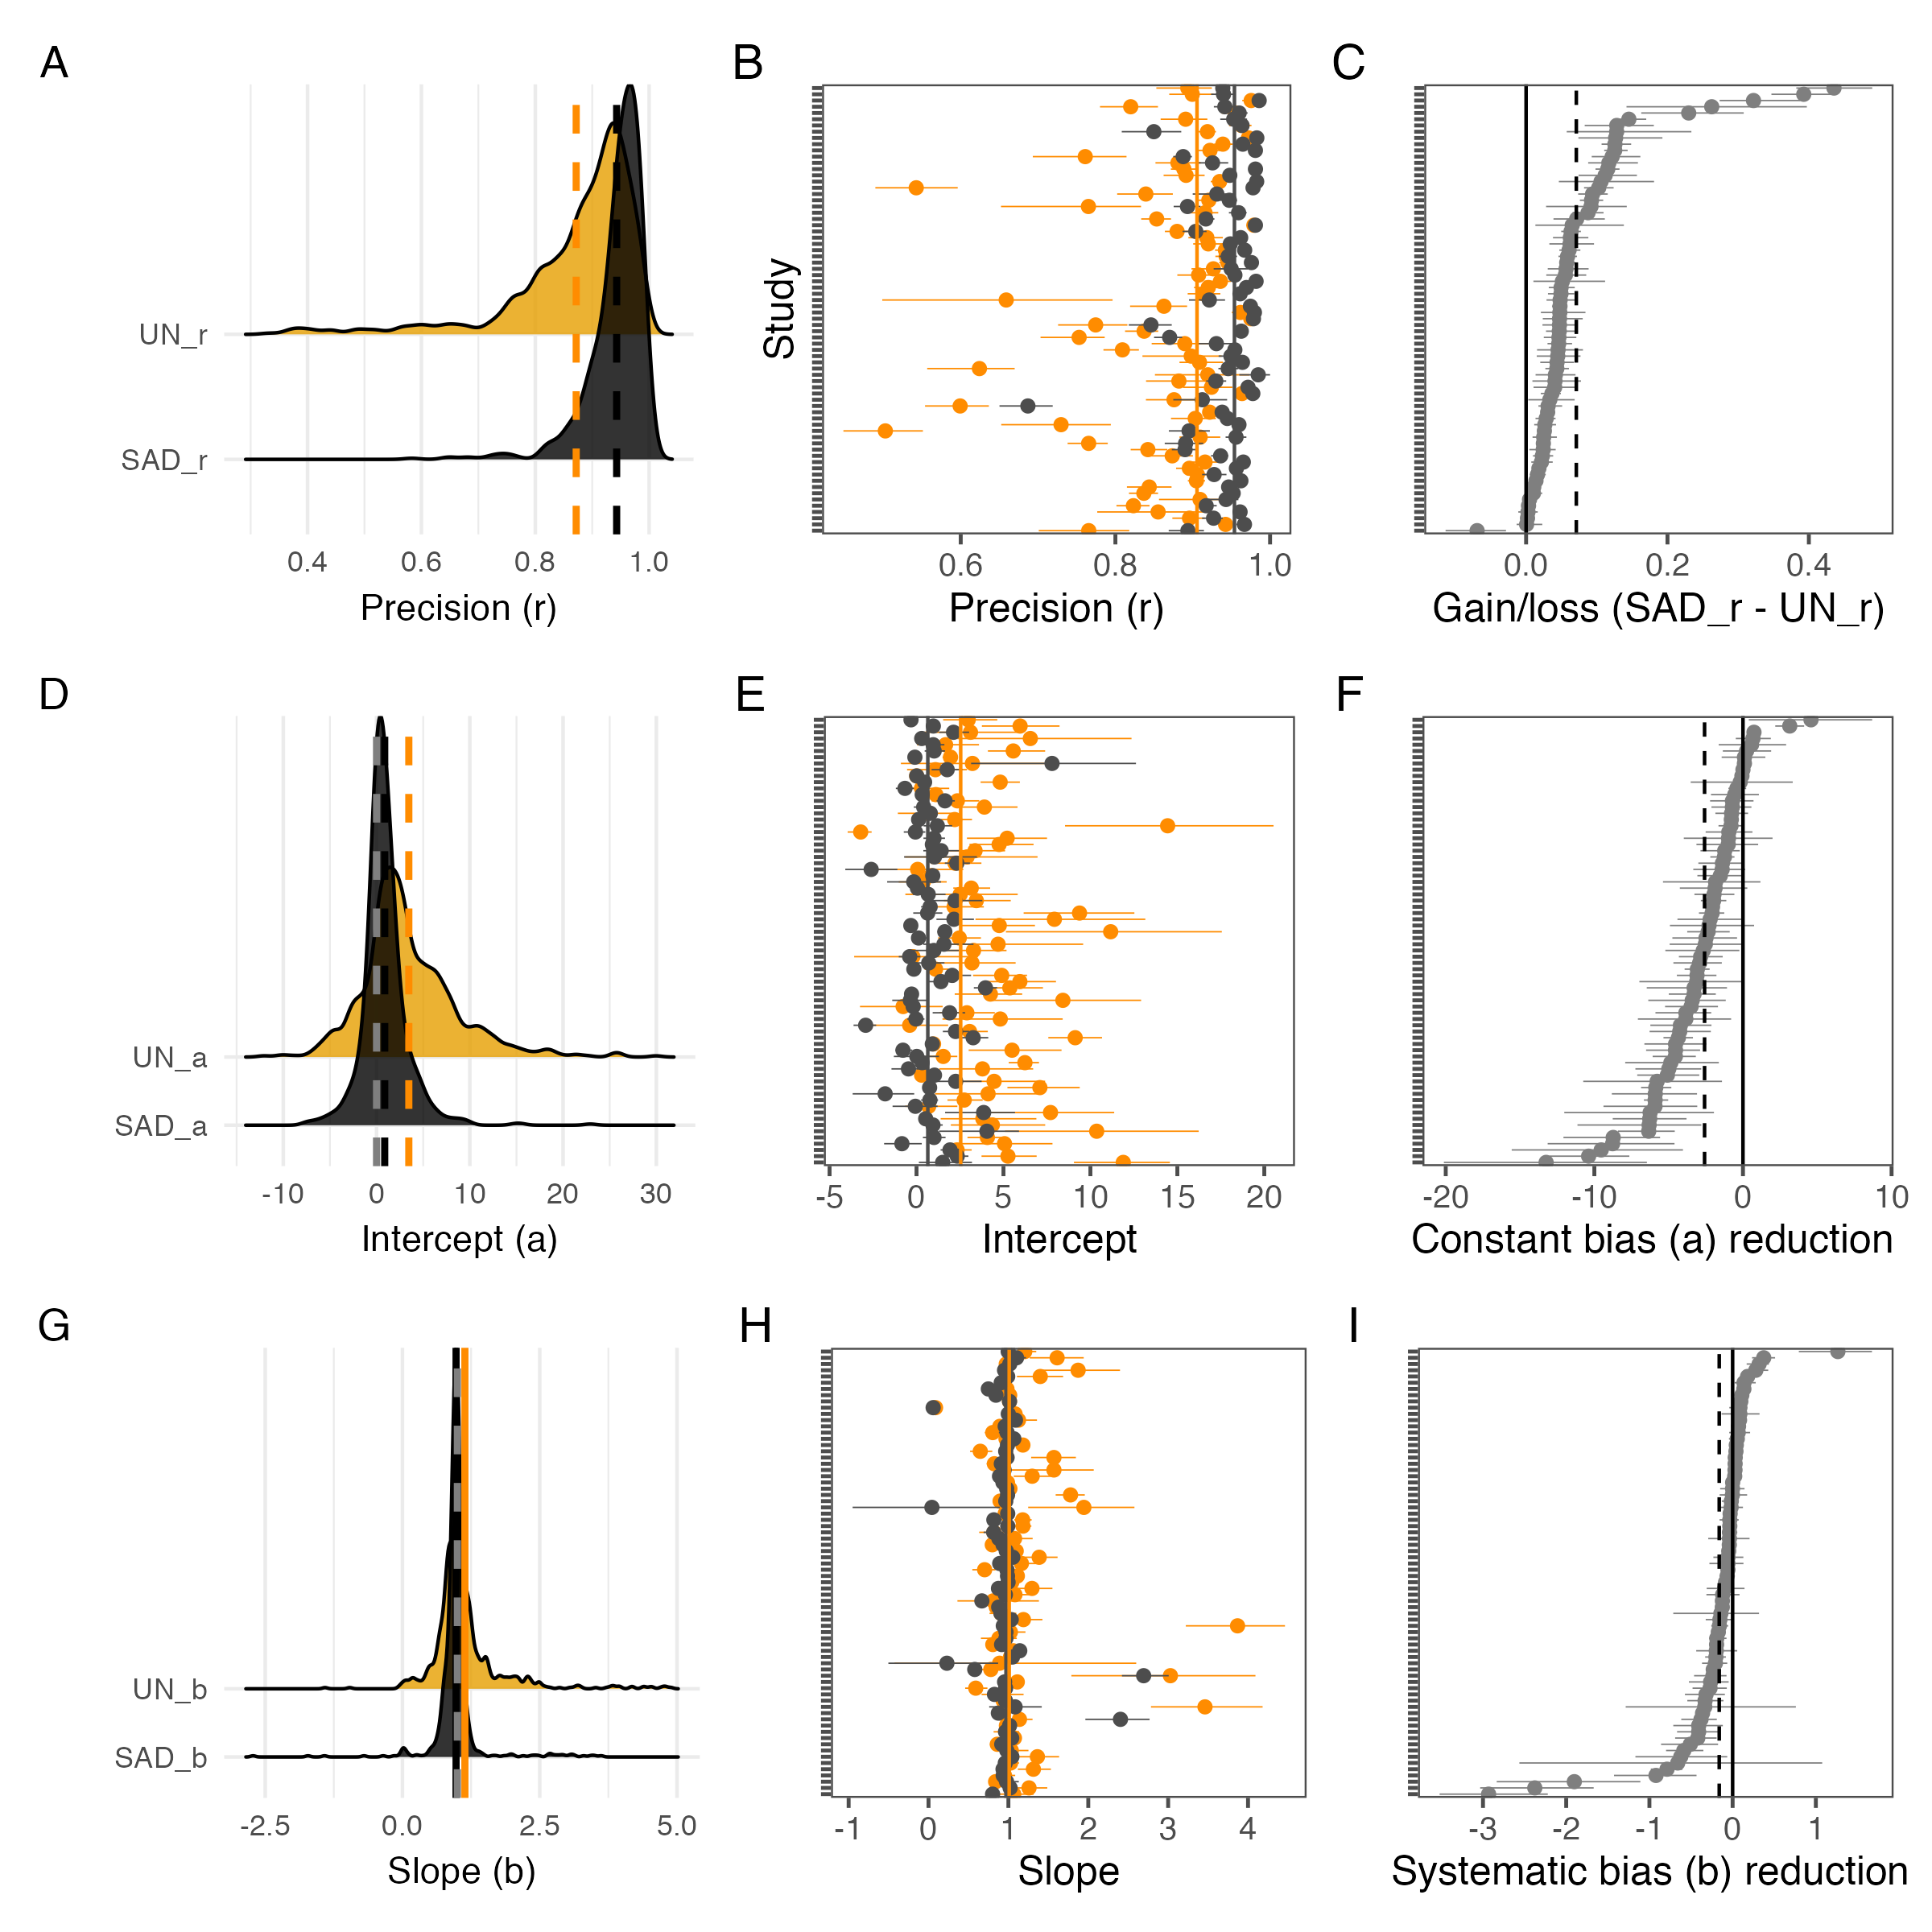 A
UN_r
SAD_r
0.4 0.6 0.8 1.0
Precision (r)
B
Study
0.6 0.8 1.0
Precision (r)
C
0.0 0.2 0.4
Gain/loss (SAD_r - UN_r)
D
UN_a
SAD_a
-10 0 10 20 30
Intercept (a)
E
-5 0 5 10 15 20
Intercept
F
-20 -10 0 10
Constant bias (a) reduction
G
UN_b
SAD_b
-2.5 0.0 2.5 5.0
Slope (b)
H
-1 0 1 2 3 4
Slope
I
-3 -2 -1 0 1
Systematic bias (b) reduction